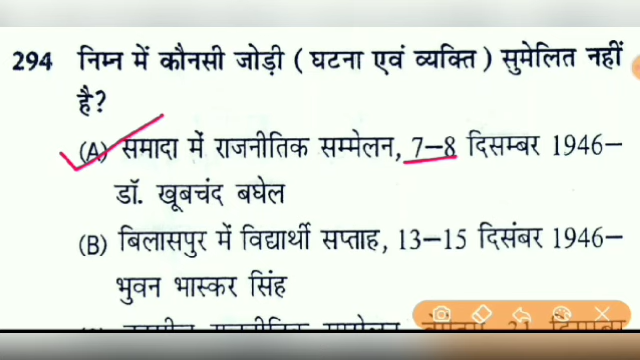 294 निम्न में कौनसी जोड़ी ( घटना एवं व्यक्ति ) सुमेलित नहीं
है?
(A) समादा में राजनीतिक सम्मेलन, 7–8 दिसम्बर 1946–
डॉ. खूबचंद बघेल
(B) बिलासपुर में विद्यार्थी सप्ताह, 13–15 दिसंबर 1946–
भुवन भास्कर सिंह